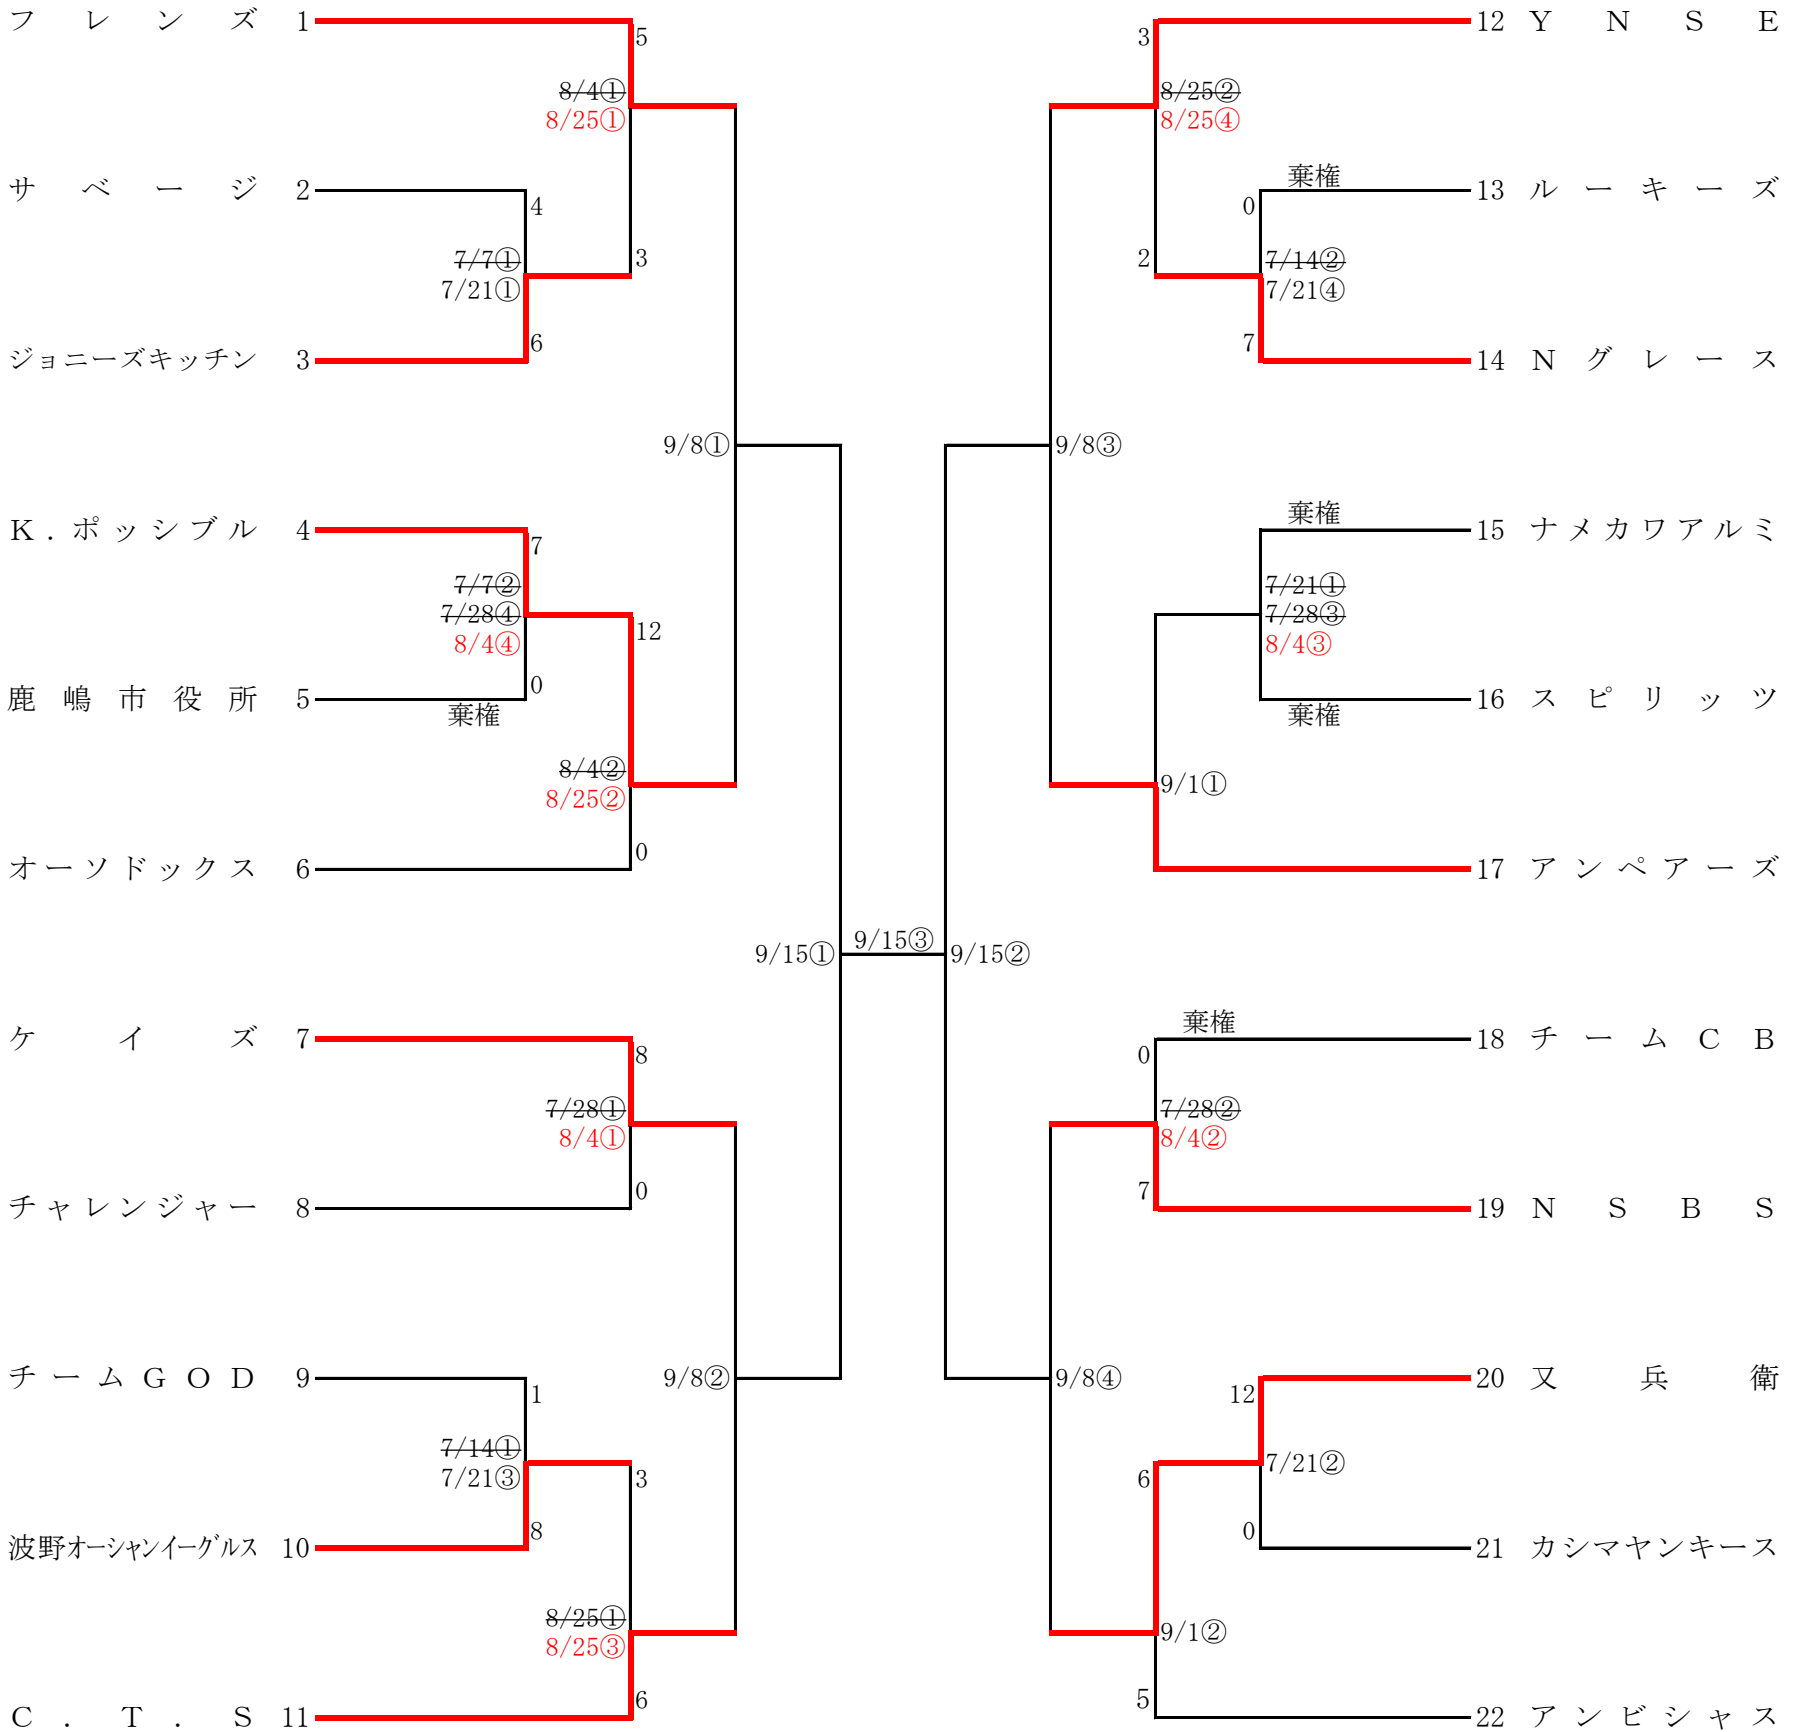 フレンズ 1
5
8/4①
8/25①
サベージ 2
4
7/7①
7/21①
3
6
ジョニーズキッチン 3
9/8①
K.ポッシブル 4
7
7/7②
7/28④
8/4④
12
0
鹿嶋市役所 5
棄権
8/4②
8/25②
0
オーソドックス 6
9/15①
9/15③
9/15②
ケイズ 7
8
7/28①
8/4①
0
チャレンジャー 8
9/8②
チームGOD 9
1
7/14①
7/21③
3
8
波野オーシャンイーグルス 10
8/25①
8/25③
6
C.T.S 11
12 YNSE
3
8/25②
8/25④
棄権
13 ルーキーズ
0
7/14②
7/21④
2
7
14 Nグレース
9/8③
棄権
15 ナメカワアルミ
7/21①
7/28③
8/4③
16 スピリッツ
棄権
9/1①
17 アンペアーズ
棄権
18 チームCB
0
7/28②
8/4②
7
19 NSBS
9/8④
20 又兵衛
12
7/21②
6
0
21 カシマヤンキース
9/1②
5
22 アンビシャス